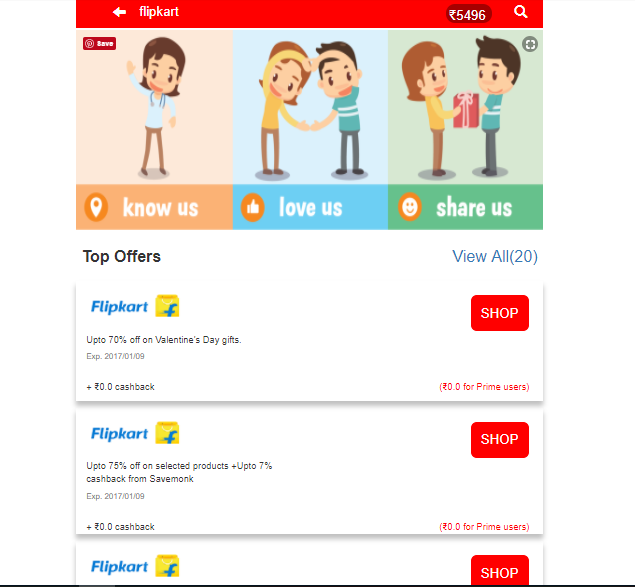 flipkart
₹5496
Save
know us
love us
share us
Top Offers
View All(20)
Flipkart
SHOP
Upto 70% off on Valentine's Day gifts.
Exp. 2017/01/09
+ ₹0.0 cashback
(₹0.0 for Prime users)
Flipkart
SHOP
Upto 75% off on selected products +Upto 7%
cashback from Savemonk
Exp. 2017/01/09
+ ₹0.0 cashback
(₹0.0 for Prime users)
Flipkart
SHOP